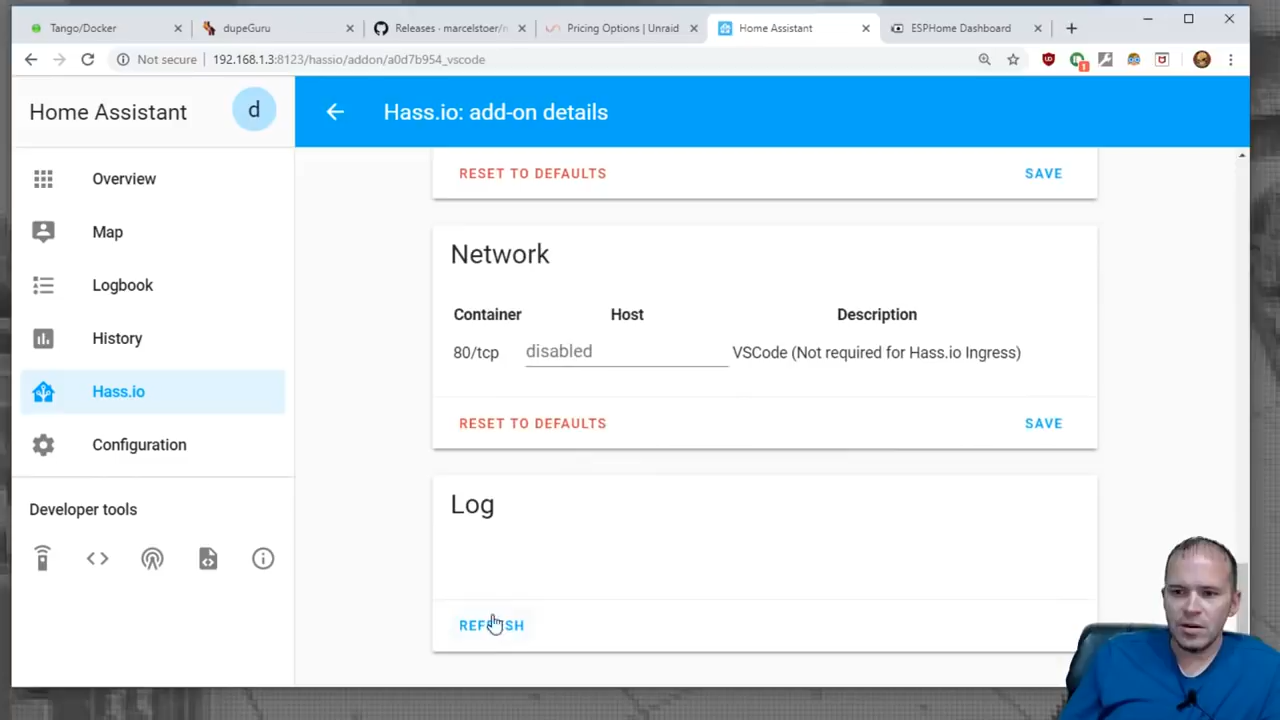 Tango/Docker
dupeGuru
Releases · marcelstoer/n
Pricing Options | Unraid
Home Assistant
ESPHome Dashboard
Not secure
192.168.1.3:8123/hassio/addon/a0d7b954_vscode
1
Home Assistant
d
Hass.io: add-on details
Overview
Map
Logbook
History
Hass.io
Configuration
Developer tools
RESET TO DEFAULTS
SAVE
Network
Container
Host
Description
80/tcp
disabled
VSCode (Not required for Hass.io Ingress)
RESET TO DEFAULTS
SAVE
Log
REFRESH